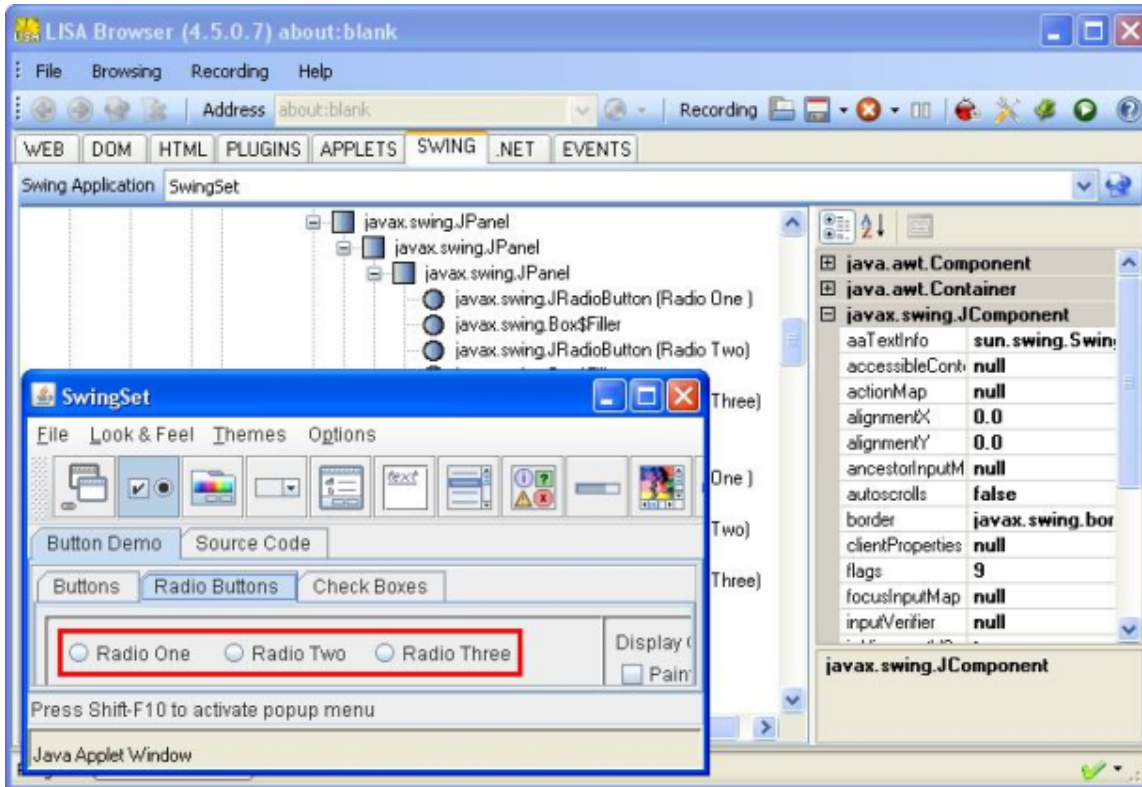 LISA Browser (4.5.0.7) about:blank
File Browsing Recording Help
Address about:blank Recording
WEB DOM HTML PLUGINS APPLETS SWING .NET EVENTS
Swing Application SwingSet
javax.swing.JPanel
javax.swing.JPanel
javax.swing.JPanel
javax.swing.JRadioButton (Radio One )
javax.swing.Box$Filler
javax.swing.JRadioButton (Radio Two)
Three)
One )
Two)
Three)
java.awt.Component
java.awt.Container
javax.swing.JComponent
aaTextInfo sun.swing.Swing
accessibleConte null
actionMap null
alignmentX 0.0
alignmentY 0.0
ancestorInputM null
autoscrolls false
border javax.swing.bor
clientProperties null
flags 9
focusInputMap null
inputVerifier null
javax.swing.JComponent
SwingSet
File Look & Feel Themes Options
text
Button Demo Source Code
Buttons Radio Buttons Check Boxes
Radio One Radio Two Radio Three
Display
Pain
Press Shift-F10 to activate popup menu
Java Applet Window